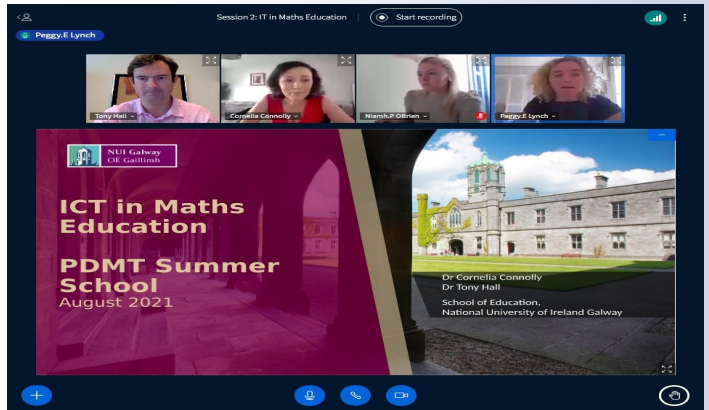 Session 2: IT in Maths Education
Start recording
Peggy.E Lynch
Tony Hall
Cornelia Connolly
Niamh.P OBrien
Peggy.E Lynch
NUI Galway
OÉ Gaillimh
ICT in Maths
Education
PDMT Summer
School
August 2021
Dr Cornelia Connolly
Dr Tony Hall
School of Education,
National University of Ireland Galway